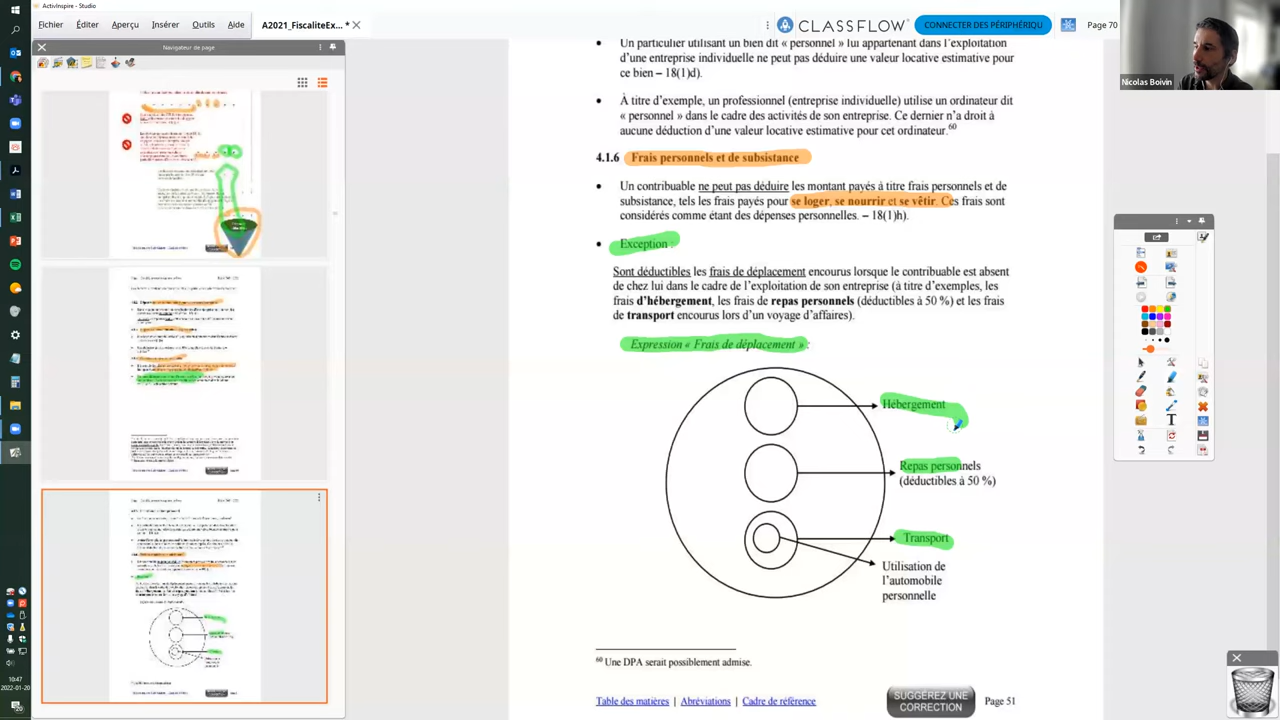 ActivInspire - Studio
Fichier Éditer Aperçu Insérer Outils Aide
A2021_FiscaliteEx... *
CLASSFLOW
CONNECTER DES PÉRIPHÉRIQU
Page 70
Navigateur de page
Nicolas Boivin
Un particulier utilisant un bien dit « personnel » lui appartenant dans l'exploitation
d'une entreprise individuelle ne peut pas déduire une valeur locative estimative pour
ce bien – 18(1)d).
À titre d'exemple, un professionnel (entreprise individuelle) utilise un ordinateur dit
« personnel » dans le cadre des activités de son entreprise. Ce dernier n'a droit à
aucune déduction d'une valeur locative estimative pour cet ordinateur.60
4.1.6 Frais personnels et de subsistance
Un contribuable ne peut pas déduire les montant payés à titre frais personnels et de
subsistance, tels les frais payés pour se loger, se nourrir et se vêtir. Ces frais sont
considérés comme étant des dépenses personnelles. – 18(1)h).
Exception :
Sont déductibles les frais de déplacement encourus lorsque le contribuable est absent
de chez lui dans le cadre de l'exploitation de son entreprise (à titre d'exemples, les
frais d'hébergement, les frais de repas personnels (déductibles à 50 %) et les frais
de transport encourus lors d'un voyage d'affaires).
Expression « Frais de déplacement » :
Hébergement
Repas personnels
(déductibles à 50 %)
Transport
Utilisation de
l'automobile
personnelle
60 Une DPA serait possiblement admise.
Table des matières | Abréviations | Cadre de référence
SUGGÉREZ UNE
CORRECTION
Page 51
2022-01-20